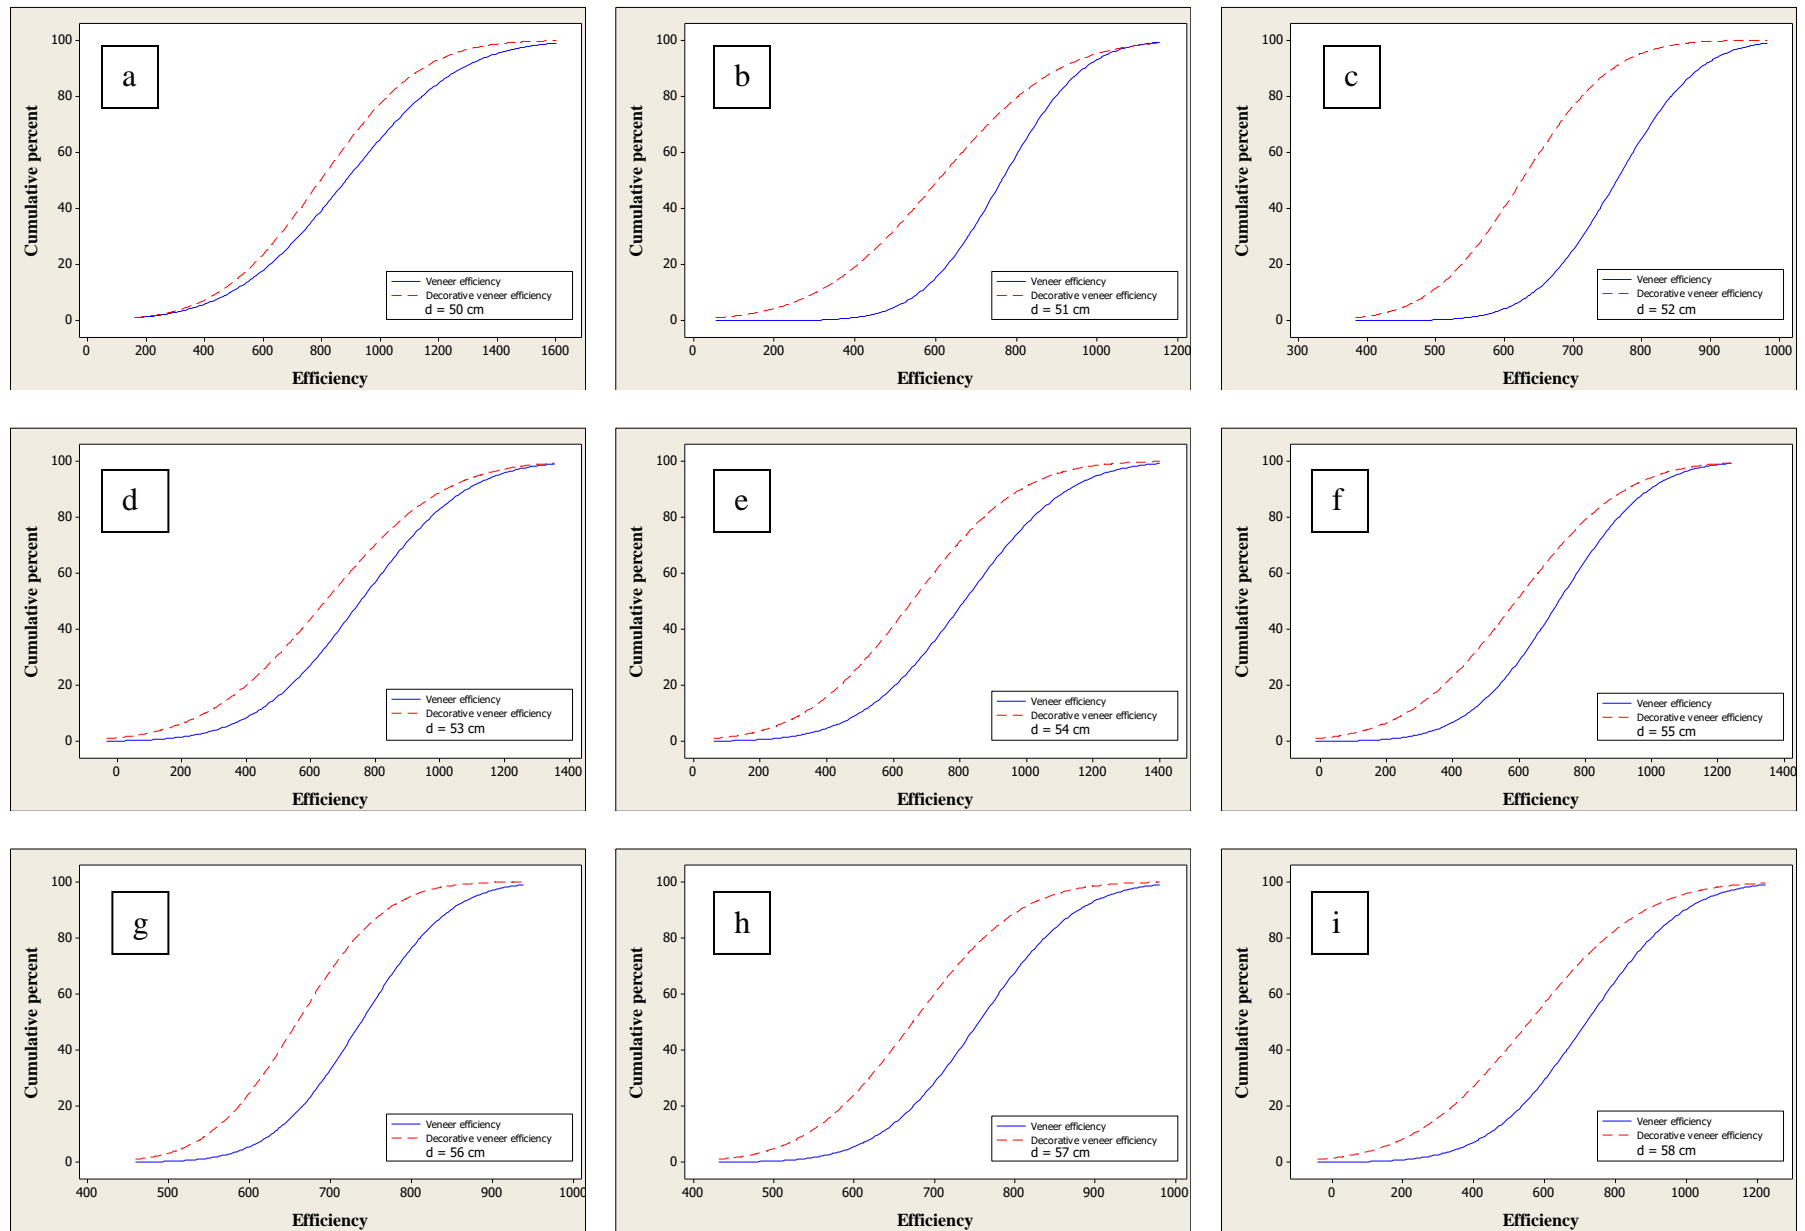 a
Cumulative percent
100
80
60
40
20
0
Veneer efficiency
Decorative veneer efficiency
d = 50 cm
0 200 400 600 800 1000 1200 1400 1600
Efficiency
b
Cumulative percent
100
80
60
40
20
0
Veneer efficiency
Decorative veneer efficiency
d = 51 cm
0 200 400 600 800 1000 1200
Efficiency
c
Cumulative percent
100
80
60
40
20
0
Veneer efficiency
Decorative veneer efficiency
d = 52 cm
300 400 500 600 700 800 900 1000
Efficiency
d
Cumulative percent
100
80
60
40
20
0
Veneer efficiency
Decorative veneer efficiency
d = 53 cm
0 200 400 600 800 1000 1200 1400
Efficiency
e
Cumulative percent
100
80
60
40
20
0
Veneer efficiency
Decorative veneer efficiency
d = 54 cm
0 200 400 600 800 1000 1200 1400
Efficiency
f
Cumulative percent
100
80
60
40
20
0
Veneer efficiency
Decorative veneer efficiency
d = 55 cm
0 200 400 600 800 1000 1200 1400
Efficiency
g
Cumulative percent
100
80
60
40
20
0
Veneer efficiency
Decorative veneer efficiency
d = 56 cm
400 500 600 700 800 900 1000
Efficiency
h
Cumulative percent
100
80
60
40
20
0
Veneer efficiency
Decorative veneer efficiency
d = 57 cm
400 500 600 700 800 900 1000
Efficiency
i
Cumulative percent
100
80
60
40
20
0
Veneer efficiency
Decorative veneer efficiency
d = 58 cm
0 200 400 600 800 1000 1200
Efficiency